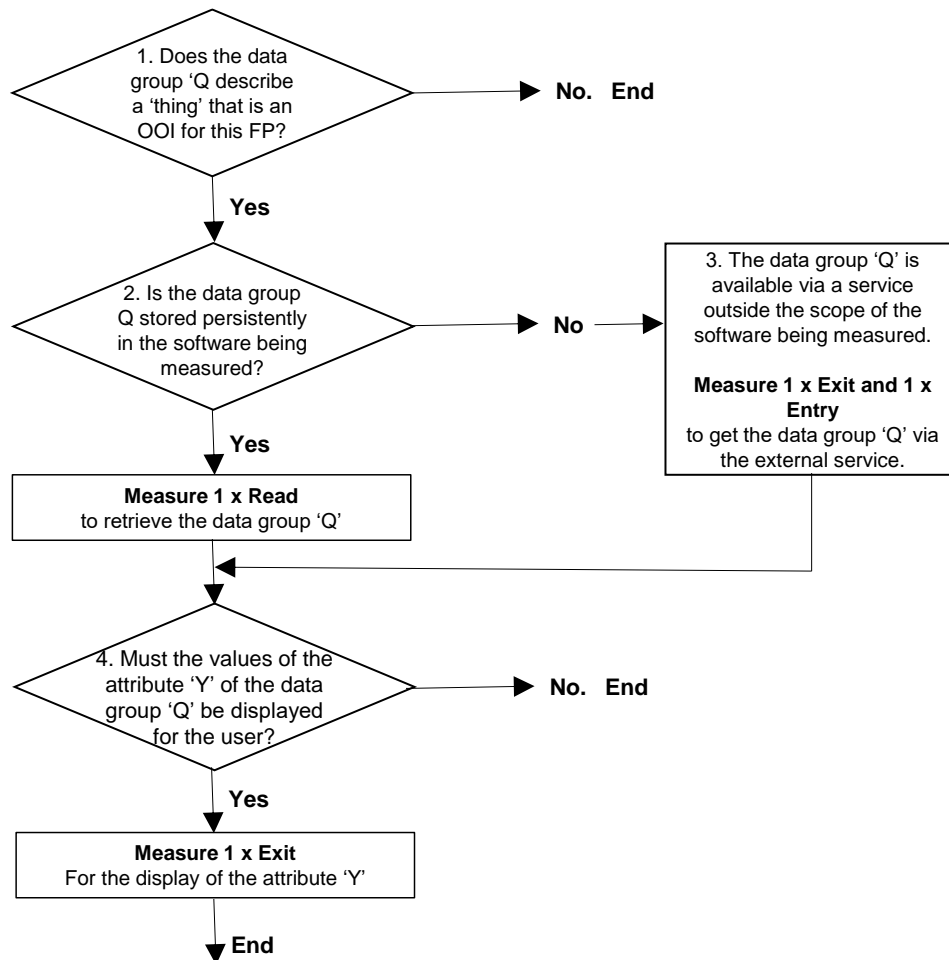 1. Does the data
group ‘Q describe
a ‘thing’ that is an
OOI for this FP?
No. End
Yes
2. Is the data group
Q stored persistently
in the software being
measured?
No
3. The data group ‘Q’ is
available via a service
outside the scope of the
software being measured.
Measure 1 x Exit and 1 x
Entry
to get the data group ‘Q’ via
the external service.
Yes
Measure 1 x Read
to retrieve the data group ‘Q’
4. Must the values of the
attribute ‘Y’ of the data
group ‘Q’ be displayed
for the user?
No. End
Yes
Measure 1 x Exit
For the display of the attribute ‘Y’
End